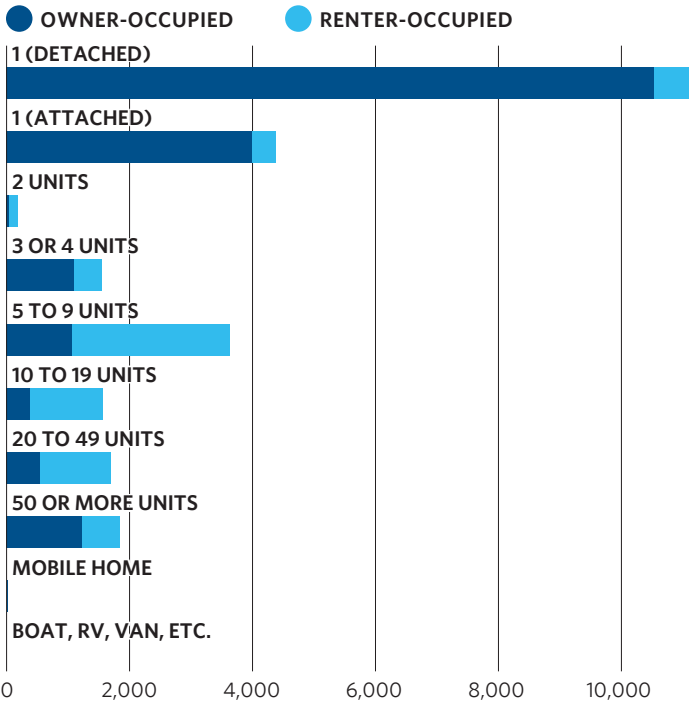 OWNER-OCCUPIED RENTER-OCCUPIED
1 (DETACHED)
1 (ATTACHED)
2 UNITS
3 OR 4 UNITS
5 TO 9 UNITS
10 TO 19 UNITS
20 TO 49 UNITS
50 OR MORE UNITS
MOBILE HOME
BOAT, RV, VAN, ETC.
0 2,000 4,000 6,000 8,000 10,000